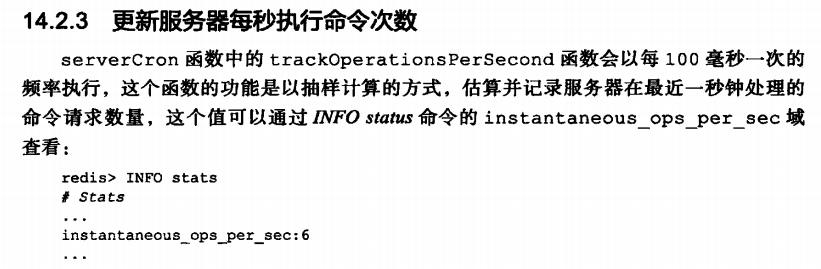 14.2.3 更新服务器每秒执行命令次数
serverCron 函数中的 trackOperationsPerSecond 函数会以每 100 毫秒一次的
频率执行，这个函数的功能是以抽样计算的方式，估算并记录服务器在最近一秒钟处理的
命令请求数量，这个值可以通过 INFO status 命令的 instantaneous_ops_per_sec 域
查看：
redis> INFO stats
# Stats
...
instantaneous_ops_per_sec:6
...